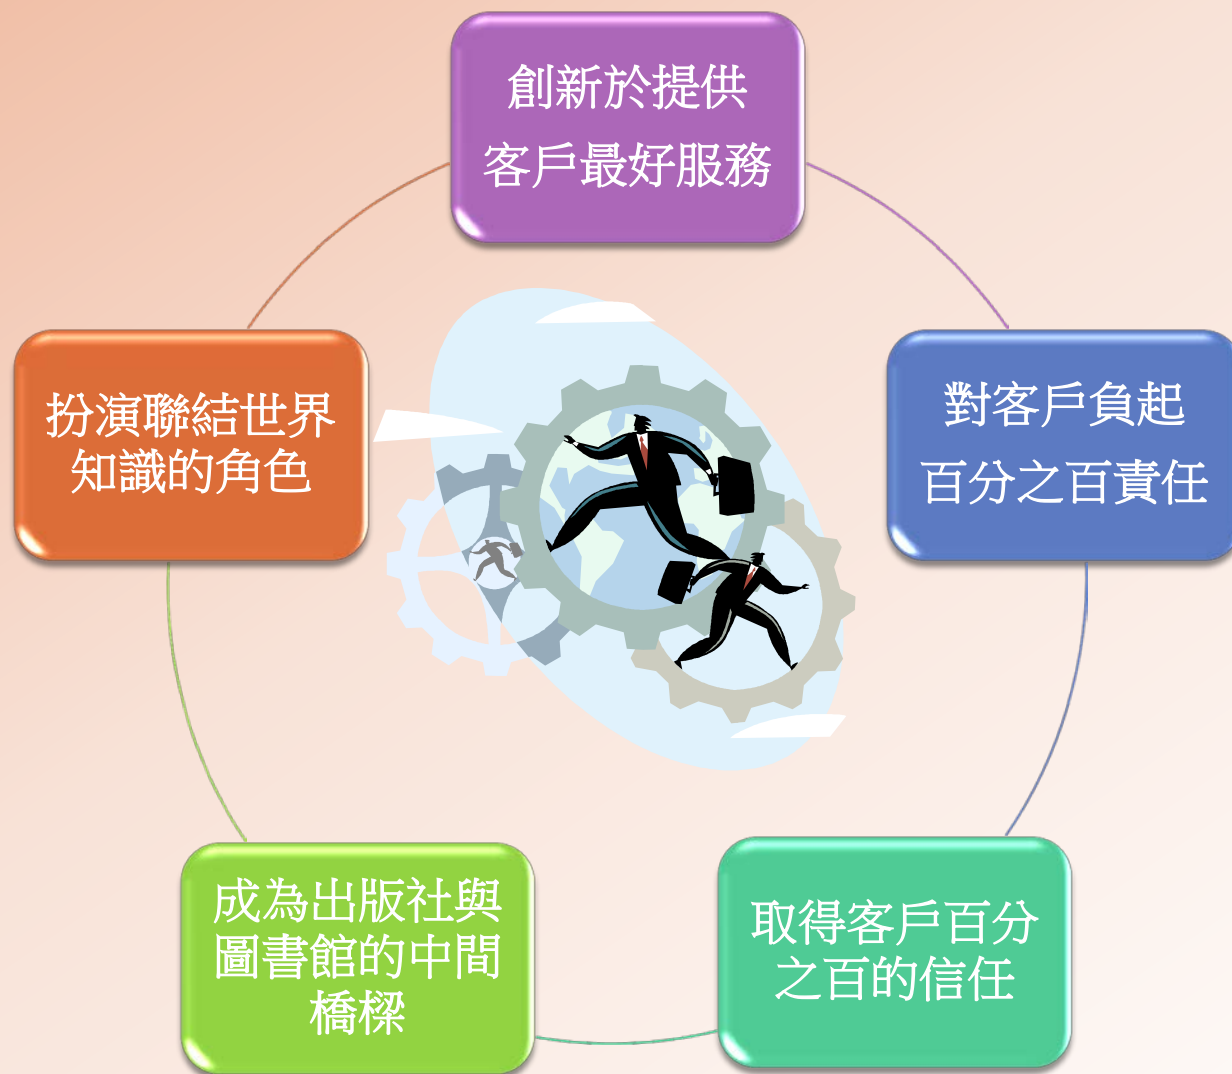 創新於提供
客戶最好服務
對客戶負起
百分之百責任
取得客戶百分
之百的信任
成為出版社與
圖書館的中間
橋樑
扮演聯結世界
知識的角色